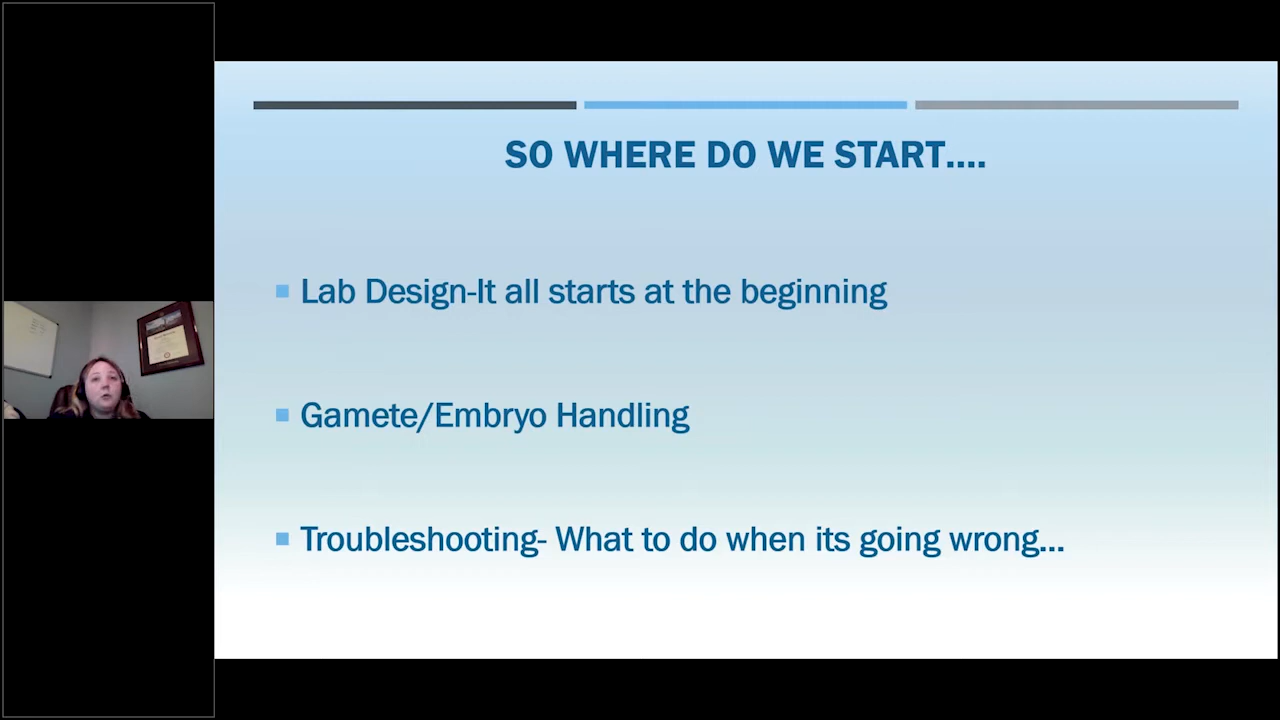 SO WHERE DO WE START....
Lab Design-It all starts at the beginning
Gamete/Embryo Handling
Troubleshooting- What to do when its going wrong...